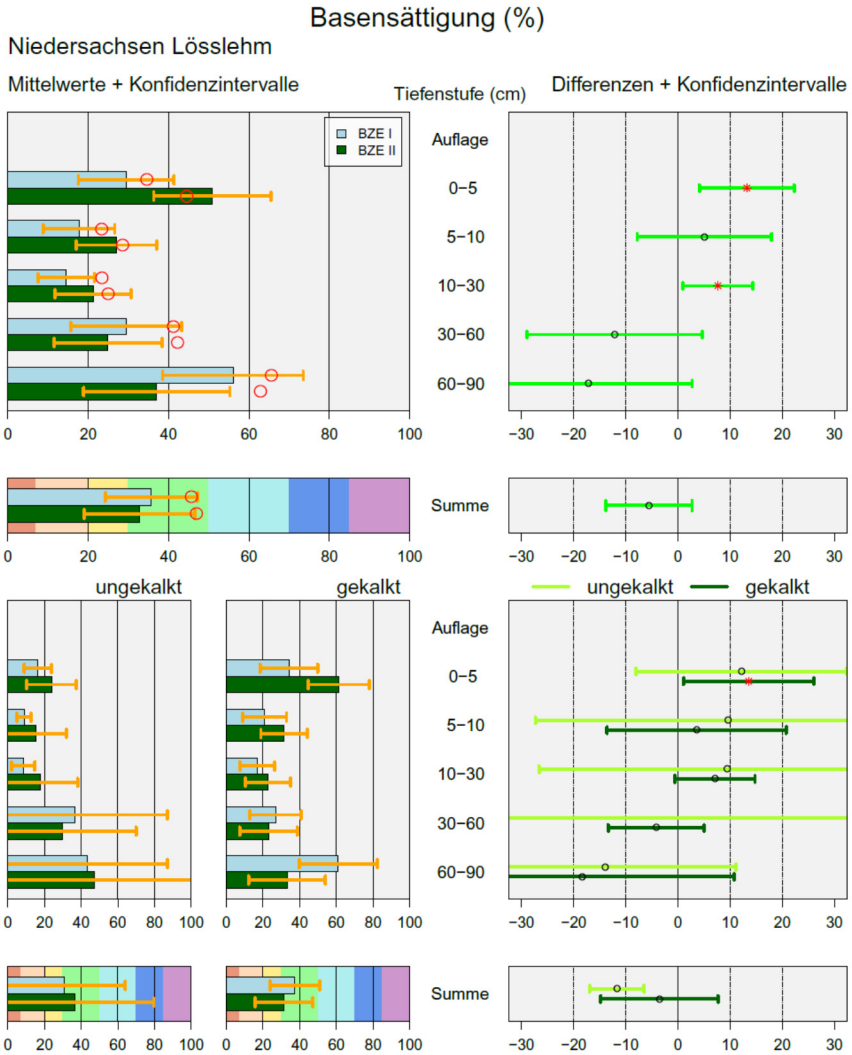 Basensättigung (%)
Niedersachsen Lösslehm
Mittelwerte + Konfidenzintervalle
Tiefenstufe (cm)
Differenzen + Konfidenzintervalle
BZE I
BZE II
Auflage
0−5
5−10
10−30
30−60
60−90
0 20 40 60 80 100
−30 −20 −10 0 10 20 30
Summe
0 20 40 60 80 100
−30 −20 −10 0 10 20 30
ungekalkt
gekalkt
ungekalkt
gekalkt
Auflage
0−5
5−10
10−30
30−60
60−90
0 20 40 60 80 100
0 20 40 60 80 100
−30 −20 −10 0 10 20 30
Summe
0 20 40 60 80 100
0 20 40 60 80 100
−30 −20 −10 0 10 20 30